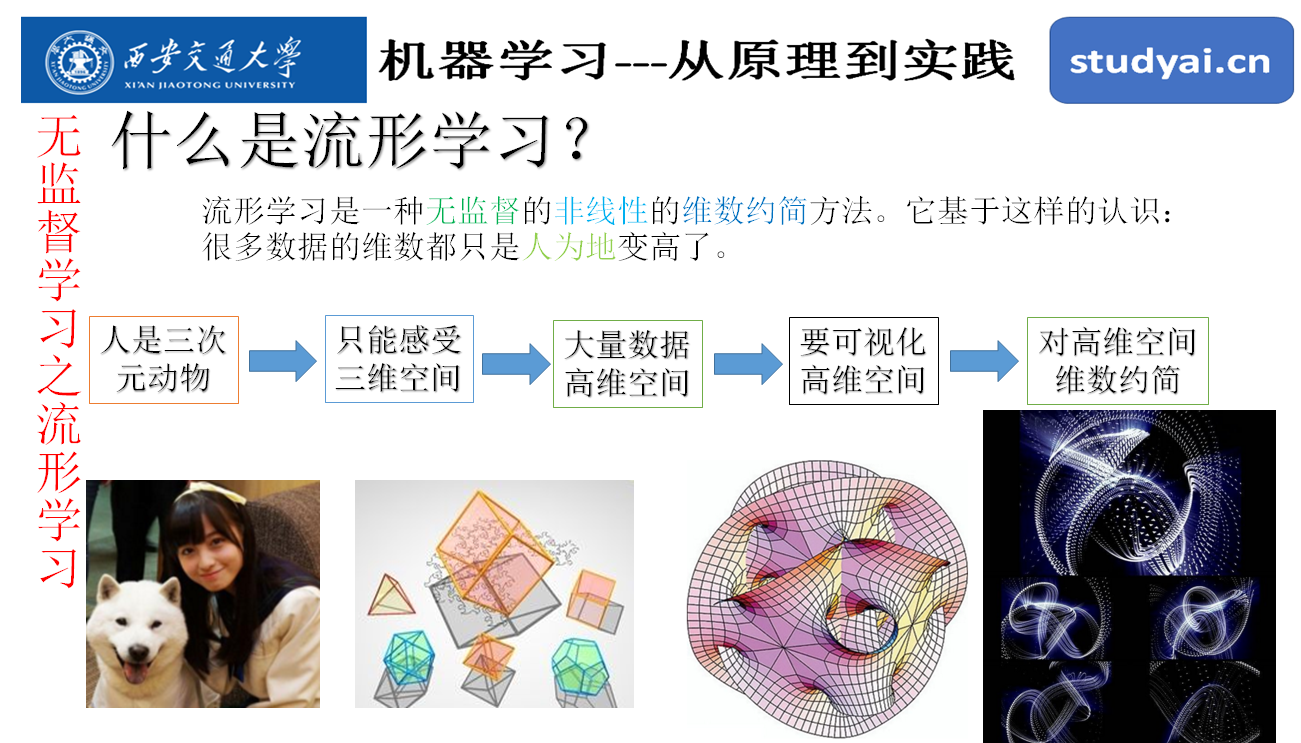 西安交通大学
XI'AN JIAOTONG UNIVERSITY
机器学习---从原理到实践
studyai.cn
无监督学习之流形学习
什么是流形学习？
流形学习是一种无监督的非线性的维数约简方法。它基于这样的认识：
很多数据的维数都只是人为地变高了。
人是三次
元动物
只能感受
三维空间
大量数据
高维空间
要可视化
高维空间
对高维空间
维数约简